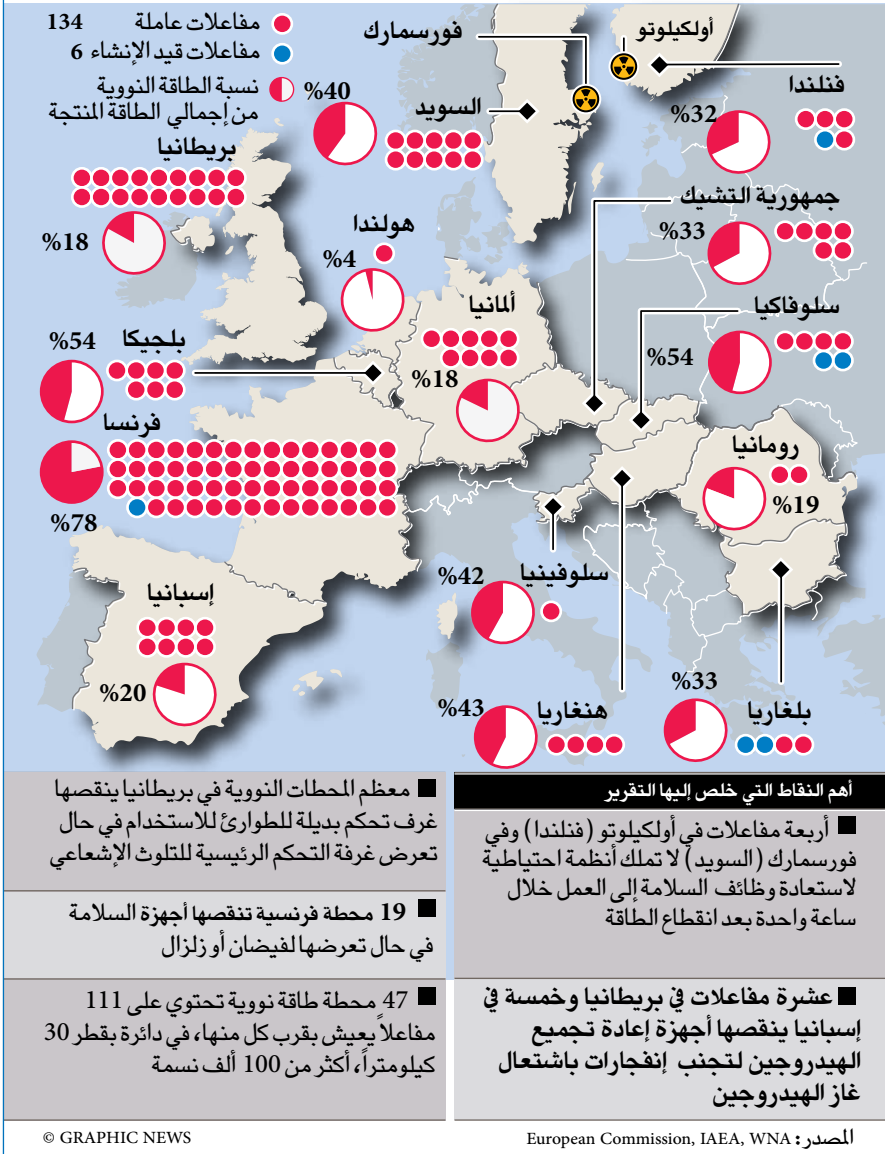 مفاعلات عاملة 134
مفاعلات قيد الإنشاء 6
نسبة الطاقة النووية
من إجمالي الطاقة المنتجة
فورسمارك
أولكيلوتو
فنلندا
%32
السويد
%40
بريطانيا
%18
هولندا
%4
جمهورية التشيك
%33
ألمانيا
%18
سلوفاكيا
%54
بلجيكا
%54
فرنسا
%78
رومانيا
%19
سلوفينيا
%42
إسبانيا
%20
هنغاريا
%43
بلغاريا
%33
أهم النقاط التي خلص إليها التقرير
■ أربعة مفاعلات في أولكيلوتو (فنلندا) وفي
فورسمارك (السويد) لا تملك أنظمة احتياطية
لاستعادة وظائف السلامة إلى العمل خلال
ساعة واحدة بعد انقطاع الطاقة
■ عشرة مفاعلات في بريطانيا وخمسة في
إسبانيا ينقصها أجهزة إعادة تجميع
الهيدروجين لتجنب إنفجارات باشتعال
غاز الهيدروجين
■ معظم المحطات النووية في بريطانيا ينقصها
غرف تحكم بديلة للطوارئ للاستخدام في حال
تعرض غرفة التحكم الرئيسية للتلوث الإشعاعي
■ 19 محطة فرنسية تنقصها أجهزة السلامة
في حال تعرضها لفيضان أو زلزال
■ 47 محطة طاقة نووية تحتوي على 111
مفاعلاً يعيش بقرب كل منها، في دائرة بقطر 30
كيلومتراً، أكثر من 100 ألف نسمة
المصدر: European Commission, IAEA, WNA
© GRAPHIC NEWS